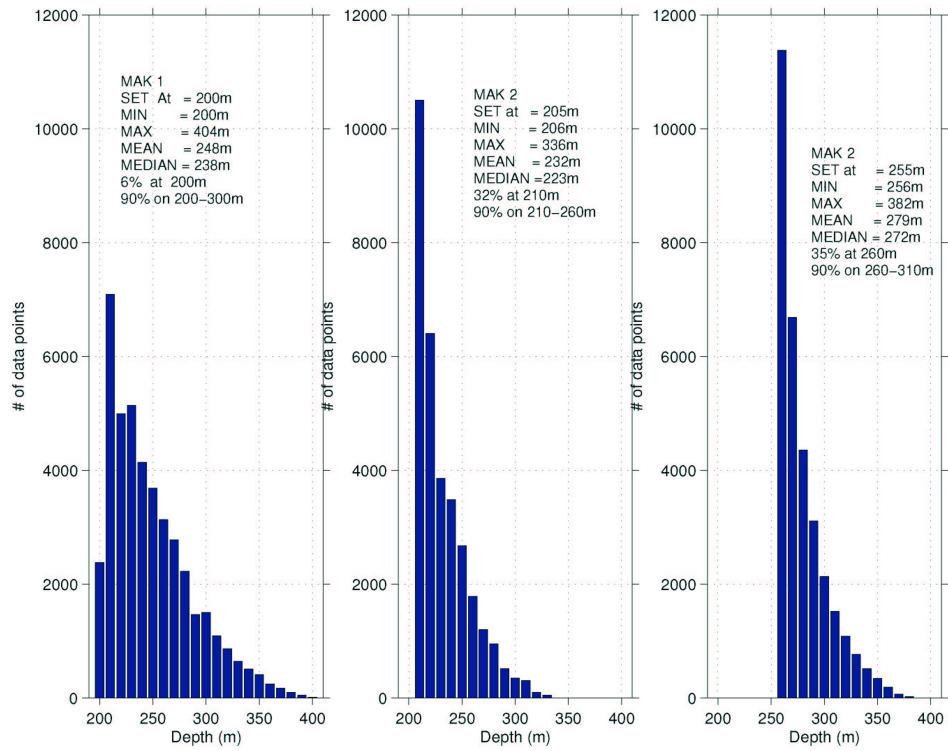 12000
10000
8000
6000
4000
2000
0
# of data points
MAK 1
SET At = 200m
MIN = 200m
MAX = 404m
MEAN = 248m
MEDIAN = 238m
6% at 200m
90% on 200-300m
200 250 300 350 400
Depth (m)
12000
10000
8000
6000
4000
2000
0
# of data points
MAK 2
SET at = 205m
MIN = 206m
MAX = 336m
MEAN = 232m
MEDIAN =223m
32% at 210m
90% on 210-260m
200 250 300 350 400
Depth (m)
12000
10000
8000
6000
4000
2000
0
# of data points
MAK 2
SET at = 255m
MIN = 256m
MAX = 382m
MEAN = 279m
MEDIAN = 272m
35% at 260m
90% on 260-310m
200 250 300 350 400
Depth (m)